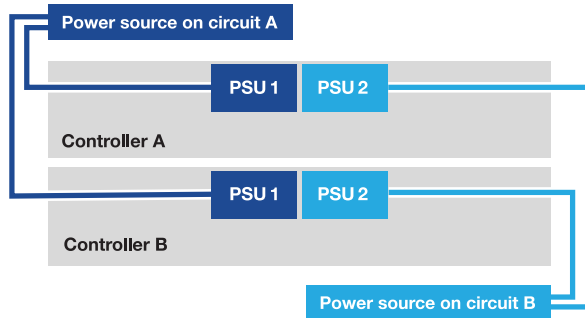 Power source on circuit A
PSU 1 PSU 2
Controller A
PSU 1 PSU 2
Controller B
Power source on circuit B